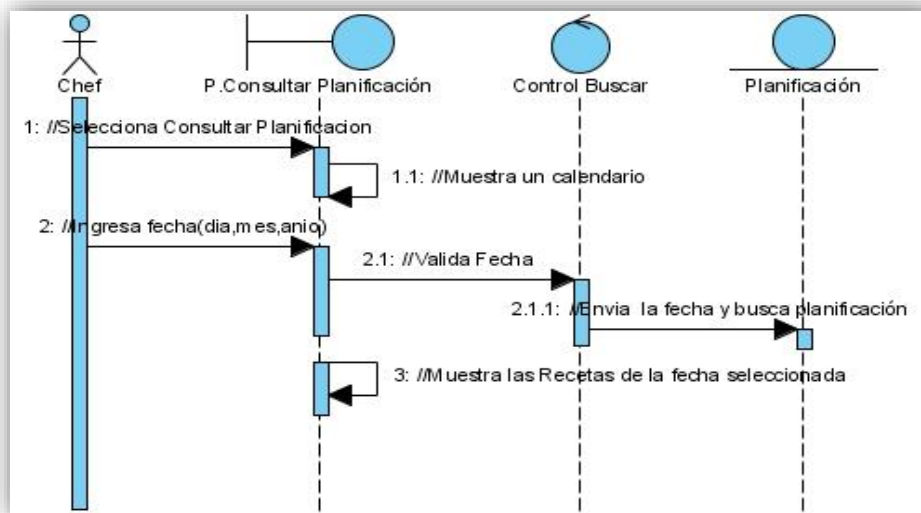 Chef
P.Consultar Planificación
Control Buscar
Planificación
1: //Selecciona Consultar Planificacion
1.1: //Muestra un calendario
2: //Ingresa fecha(dia,mes,anio)
2.1: //Valida Fecha
2.1.1: //Envia la fecha y busca planificación
3: //Muestra las Recetas de la fecha seleccionada